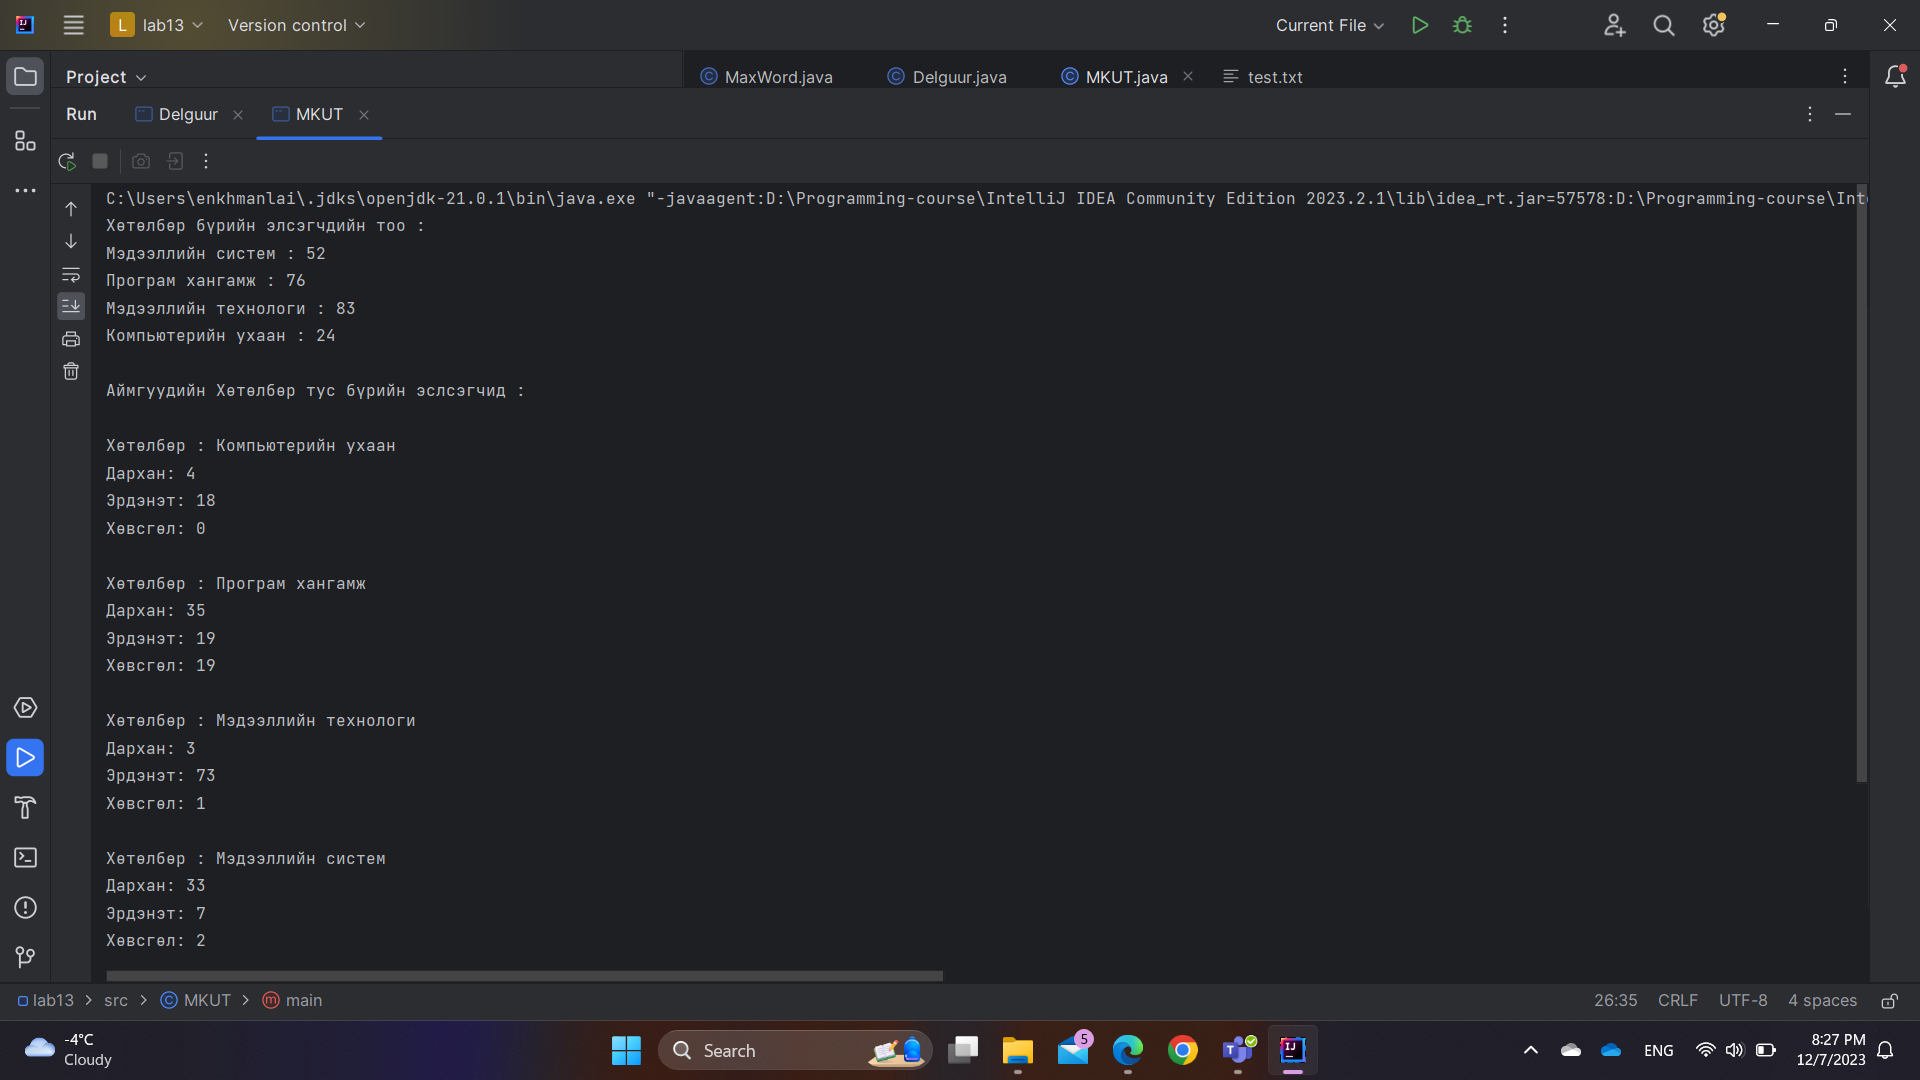 L lab13 Version control Current File
Project MaxWord.java Delguur.java MKUT.java test.txt
Run Delguur MKUT
C:\Users\enkhmanlai\.jdks\openjdk-21.0.1\bin\java.exe "-javaagent:D:\Programming-course\IntelliJ IDEA Community Edition 2023.2.1\lib\idea_rt.jar=57578:D:\Programming-course\Int
Хөтөлбөр бүрийн элсэгчдийн тоо :
Мэдээллийн систем : 52
Програм хангамж : 76
Мэдээллийн технологи : 83
Компьютерийн ухаан : 24
Аймгуудийн Хөтөлбөр тус бүрийн эслсэгчид :
Хөтөлбөр : Компьютерийн ухаан
Дархан: 4
Эрдэнэт: 18
Хөвсгөл: 0
Хөтөлбөр : Програм хангамж
Дархан: 35
Эрдэнэт: 19
Хөвсгөл: 19
Хөтөлбөр : Мэдээллийн технологи
Дархан: 3
Эрдэнэт: 73
Хөвсгөл: 1
Хөтөлбөр : Мэдээллийн систем
Дархан: 33
Эрдэнэт: 7
Хөвсгөл: 2
lab13 > src > MKUT > main 26:35 CRLF UTF-8 4 spaces
-4°C
Cloudy
Search
5
ENG
8:27 PM
12/7/2023